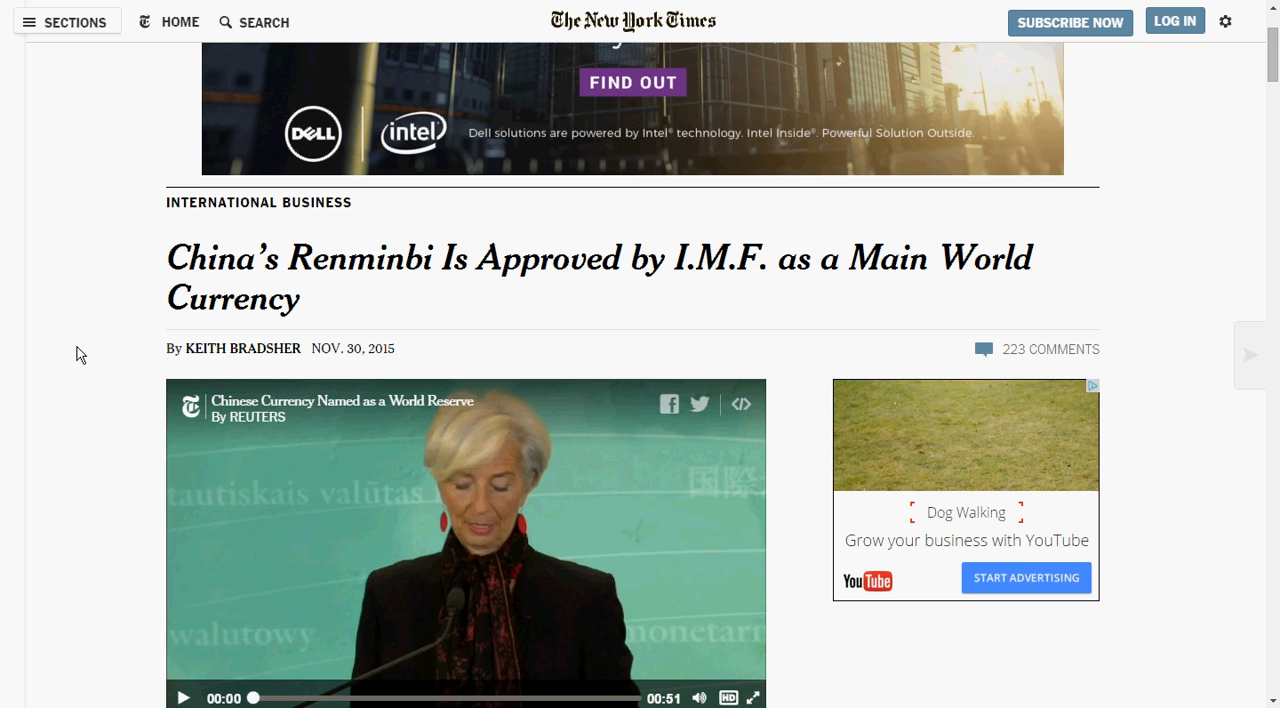 SECTIONS HOME SEARCH The New York Times SUBSCRIBE NOW LOG IN
FIND OUT
DELL intel Dell solutions are powered by Intel® technology. Intel Inside®. Powerful Solution Outside.
INTERNATIONAL BUSINESS
China's Renminbi Is Approved by I.M.F. as a Main World
Currency
By KEITH BRADSHER NOV. 30, 2015 223 COMMENTS
Chinese Currency Named as a World Reserve
By REUTERS
tautiskais valūtas
国際
walutowy
monetarn
00:00 00:51 HD
Dog Walking
Grow your business with YouTube
YouTube START ADVERTISING